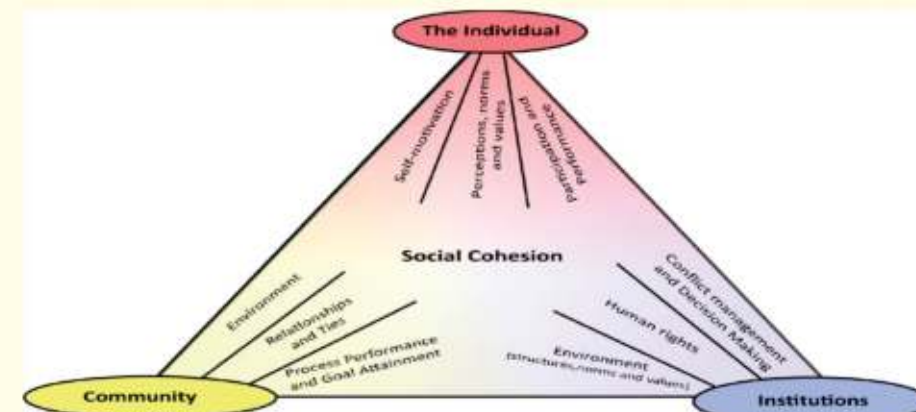 The Individual
Self-motivation
Perceptions, norms
and values
Participation and
Performance
Social Cohesion
Environment
Relationships
and Ties
Process Performance
and Goal Attainment
Conflict management
and Decision Making
Human rights
Environment
(structures,norms and values)
Community
Institutions